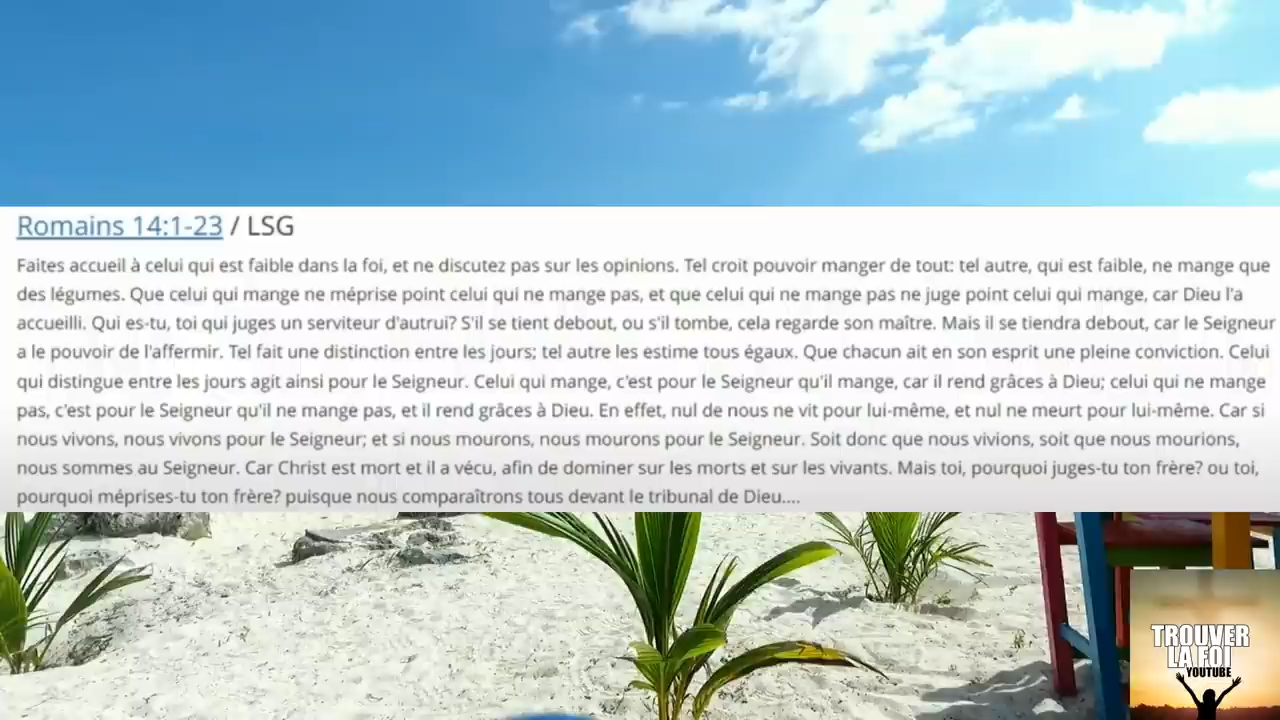 Romains 14:1-23 / LSG
Faites accueil à celui qui est faible dans la foi, et ne discutez pas sur les opinions. Tel croit pouvoir manger de tout: tel autre, qui est faible, ne mange que
des légumes. Que celui qui mange ne méprise point celui qui ne mange pas, et que celui qui ne mange pas ne juge point celui qui mange, car Dieu l'a
accueilli. Qui es-tu, toi qui juges un serviteur d'autrui? S'il se tient debout, ou s'il tombe, cela regarde son maître. Mais il se tiendra debout, car le Seigneur
a le pouvoir de l'affermir. Tel fait une distinction entre les jours; tel autre les estime tous égaux. Que chacun ait en son esprit une pleine conviction. Celui
qui distingue entre les jours agit ainsi pour le Seigneur. Celui qui mange, c'est pour le Seigneur qu'il mange, car il rend grâces à Dieu; celui qui ne mange
pas, c'est pour le Seigneur qu'il ne mange pas, et il rend grâces à Dieu. En effet, nul de nous ne vit pour lui-même, et nul ne meurt pour lui-même. Car si
nous vivons, nous vivons pour le Seigneur; et si nous mourons, nous mourons pour le Seigneur. Soit donc que nous vivions, soit que nous mourions,
nous sommes au Seigneur. Car Christ est mort et il a vécu, afin de dominer sur les morts et sur les vivants. Mais toi, pourquoi juges-tu ton frère? ou toi,
pourquoi méprises-tu ton frère? puisque nous comparaîtrons tous devant le tribunal de Dieu....
TROUVER
LA FOI
YOUTUBE